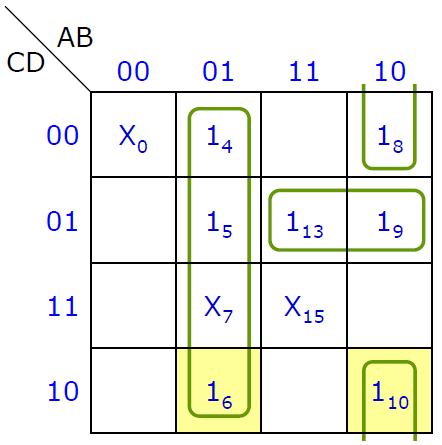 AB
CD
00 01 11 10
00 X₀ 1₄ 1₈
01 1₅ 1₁₃ 1₉
11 X₇ X₁₅
10 1₆ 1₁₀